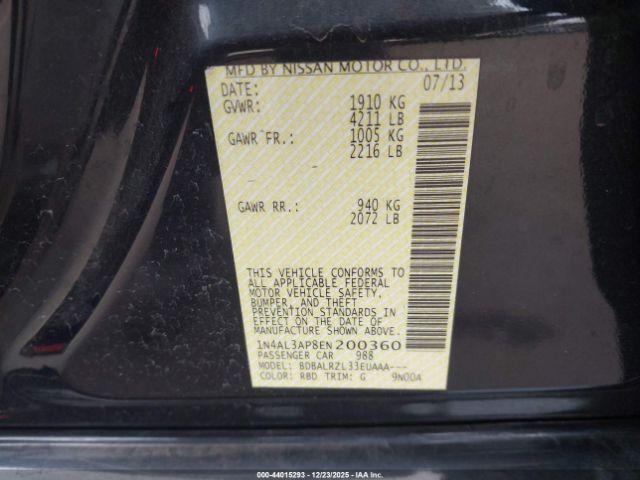 MFD BY NISSAN MOTOR CO., LTD.
DATE: 07/13
GVWR: 1910 KG
4211 LB
GAWR FR.: 1005 KG
2216 LB
GAWR RR.: 940 KG
2072 LB
THIS VEHICLE CONFORMS TO
ALL APPLICABLE FEDERAL
MOTOR VEHICLE SAFETY,
BUMPER, AND THEFT
PREVENTION STANDARDS
IN EFFECT ON THE DATE OF
MANUFACTURE SHOWN ABOVE.
1N4AL3AP8EN200360
PASSENGER CAR 988
MODEL: BDBALRZL33EUAAA---
COLOR: RBD TRIM: G 9N00A
000-44015293 - 12/23/2025 - IAA Inc.